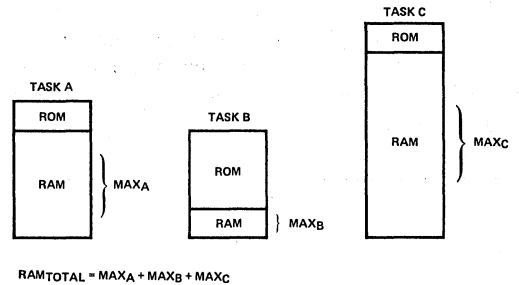 TASK A
ROM
RAM
MAXA
TASK B
ROM
RAM
MAXB
TASK C
ROM
RAM
MAXC
RAMTOTAL = MAXA + MAXB + MAXC